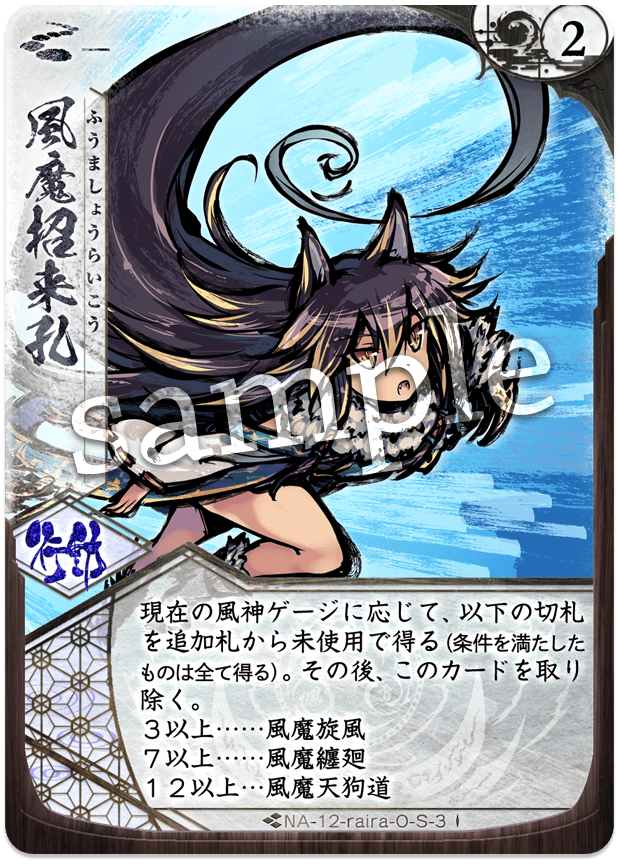 2
風魔招来孔
ふうましょうらいこう
sample
行動
現在の風神ゲージに応じて、以下の切札
を追加札から未使用で得る(条件を満たした
ものは全て得る)。その後、このカードを取り
除く。
3以上……風魔旋風
7以上……風魔纏廻
12以上…風魔天狗道
NA-12-raira-O-S-3